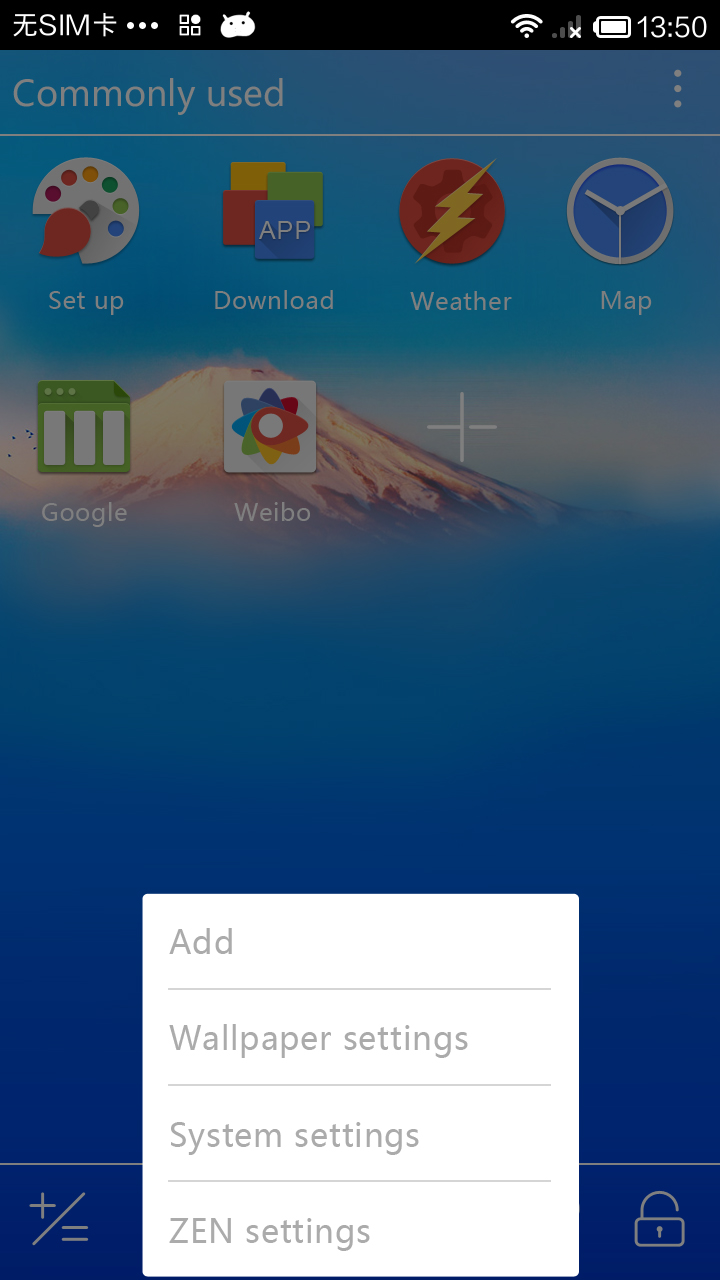 无SIM卡 13:50
Commonly used
APP
Set up Download Weather Map
Google Weibo
Add
Wallpaper settings
System settings
ZEN settings